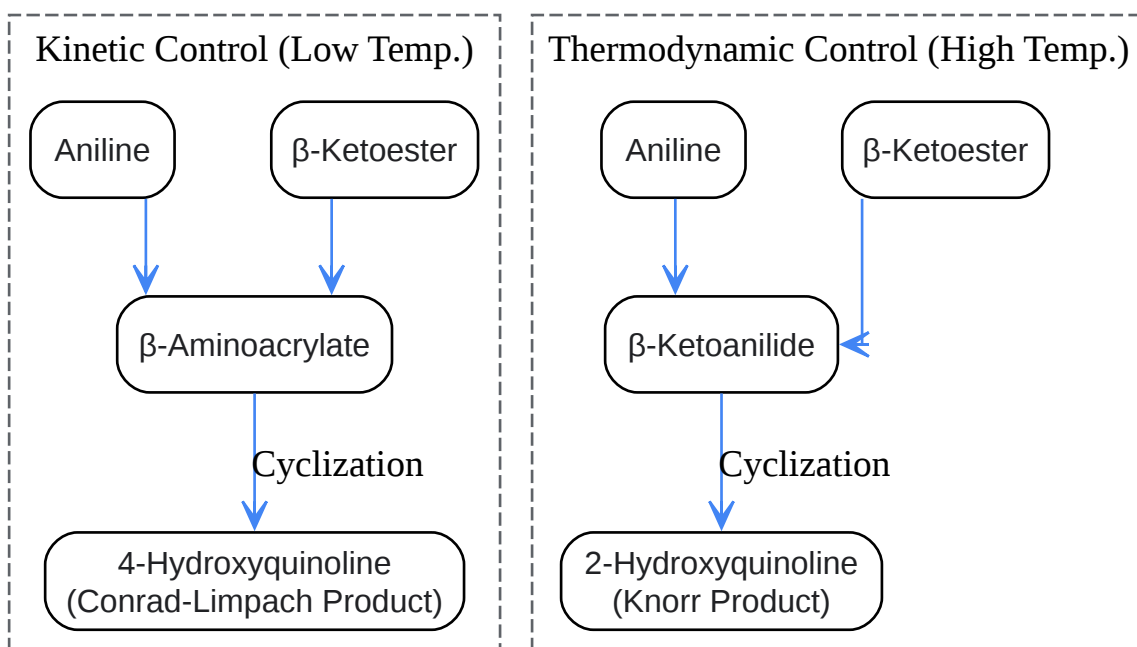 Kinetic Control (Low Temp.)
Aniline
β-Ketoester
β-Aminoacrylate
Cyclization
4-Hydroxyquinoline
(Conrad-Limpach Product)
Thermodynamic Control (High Temp.)
Aniline
β-Ketoester
β-Ketoanilide
Cyclization
2-Hydroxyquinoline
(Knorr Product)